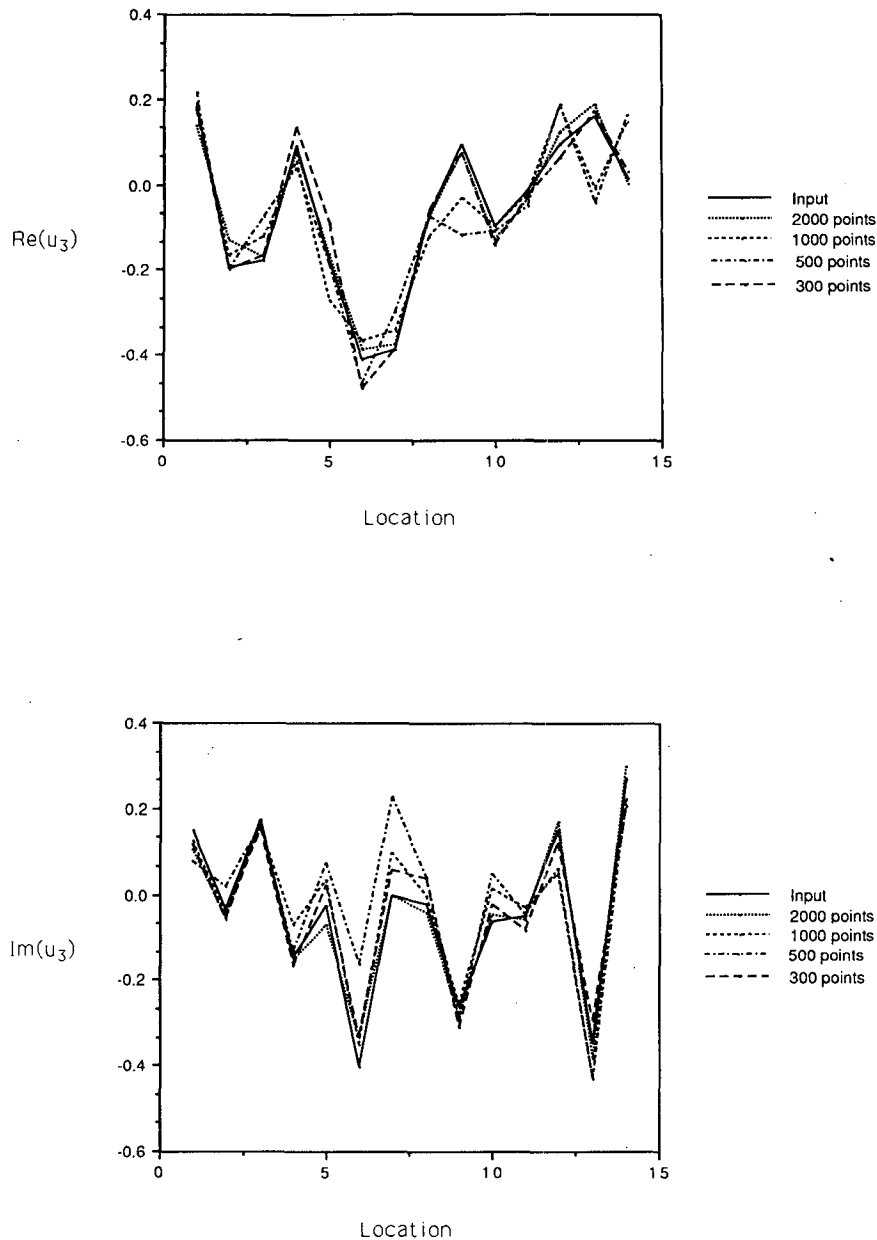 0.4
0.2
0.0
-0.2
-0.4
-0.6
Re(u3)
0 5 10 15
Location
Input
2000 points
1000 points
500 points
300 points
0.4
0.2
0.0
-0.2
-0.4
-0.6
Im(u3)
0 5 10 15
Location
Input
2000 points
1000 points
500 points
300 points